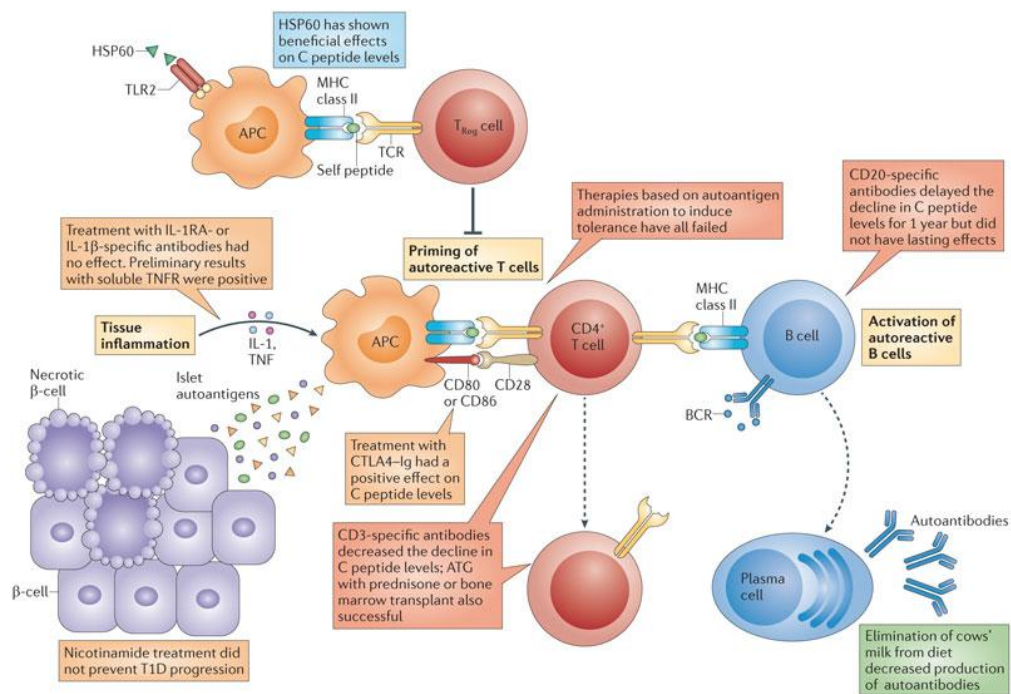 HSP60 has shown
beneficial effects
on C peptide levels
HSP60
TLR2
APC
MHC
class II
Self peptide
TCR
TReg cell
Treatment with IL-1RA- or
IL-1β-specific antibodies had
no effect. Preliminary results
with soluble TNFR were positive
Priming of
autoreactive T cells
Therapies based on autoantigen
administration to induce
tolerance have all failed
CD20-specific
antibodies delayed the
decline in C peptide
levels for 1 year but did
not have lasting effects
Tissue
inflammation
IL-1,
TNF
APC
CD80
or CD86
CD28
CD4+
T cell
MHC
class II
B cell
BCR
Activation of
autoreactive
B cells
Necrotic
β-cell
Islet
autoantigens
Treatment with
CTLA4–Ig had a
positive effect on
C peptide levels
CD3-specific antibodies
decreased the decline in
C peptide levels; ATG
with prednisone or bone
marrow transplant also
successful
β-cell
Nicotinamide treatment did
not prevent T1D progression
Plasma
cell
Autoantibodies
Elimination of cows'
milk from diet
decreased production
of autoantibodies